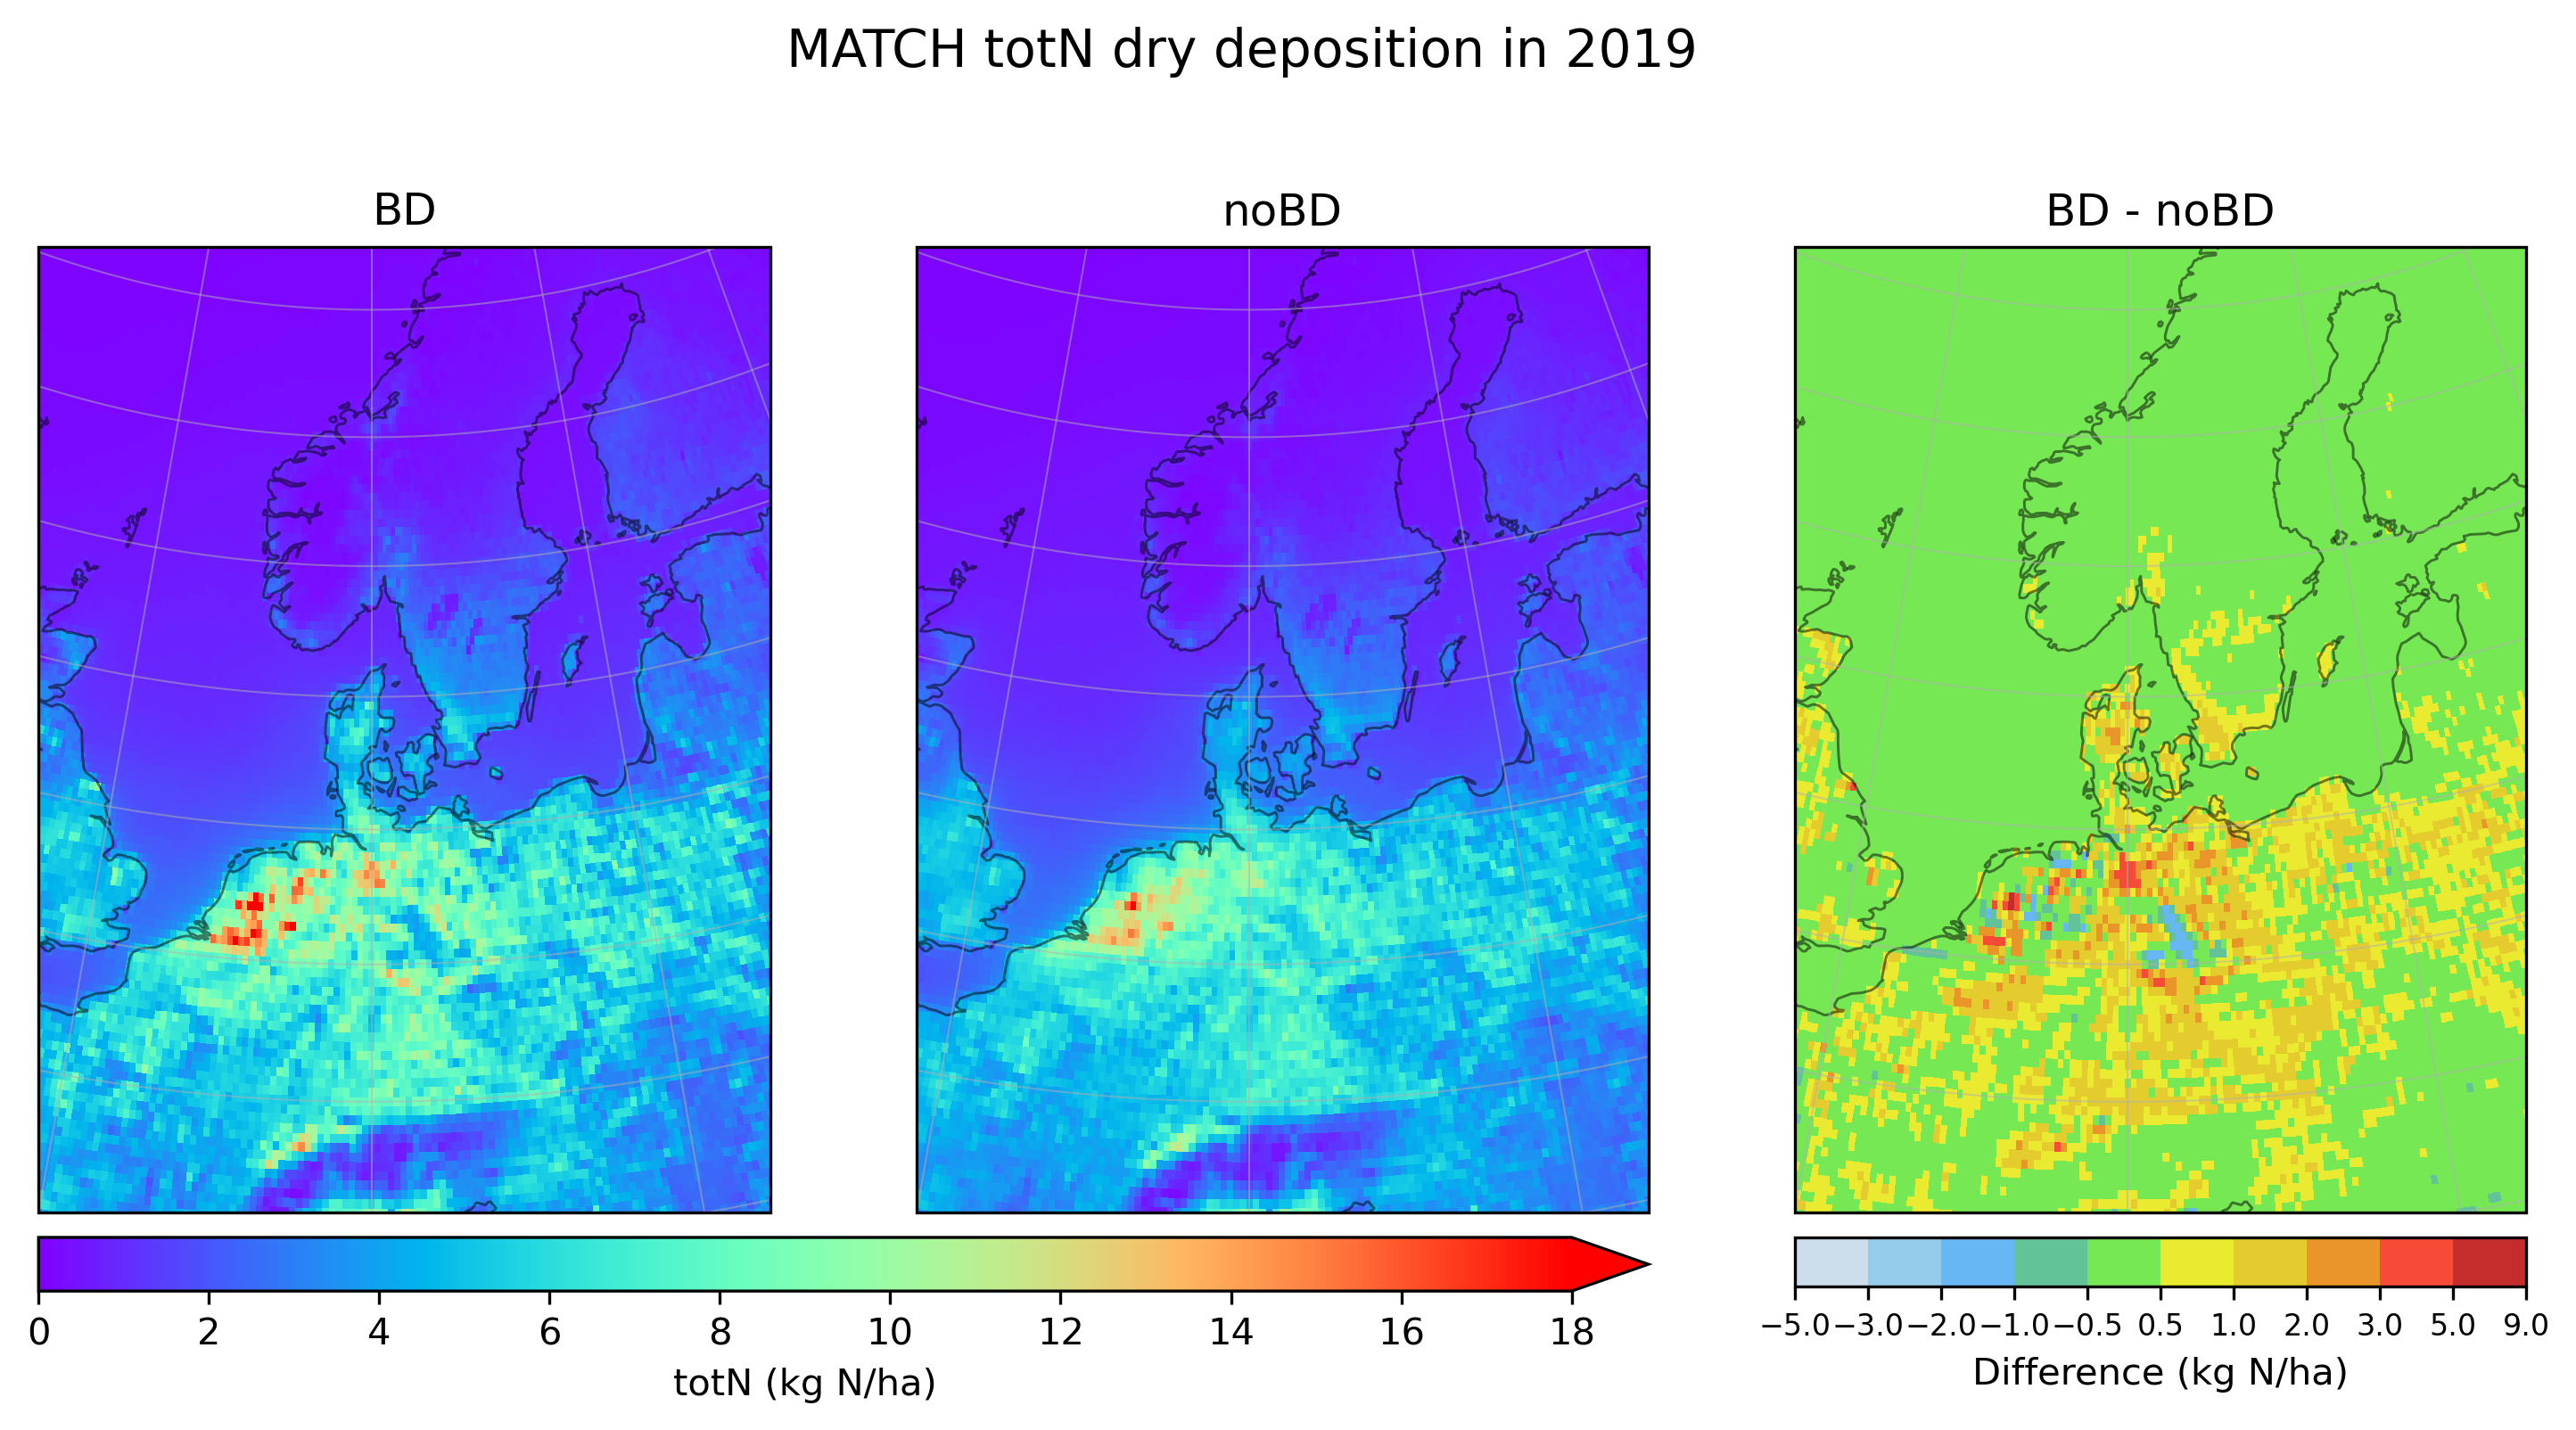 MATCH totN dry deposition in 2019
BD
noBD
BD - noBD
0 2 4 6 8 10 12 14 16 18
totN (kg N/ha)
−5.0 −3.0 −2.0 −1.0 −0.5 0.5 1.0 2.0 3.0 5.0 9.0
Difference (kg N/ha)